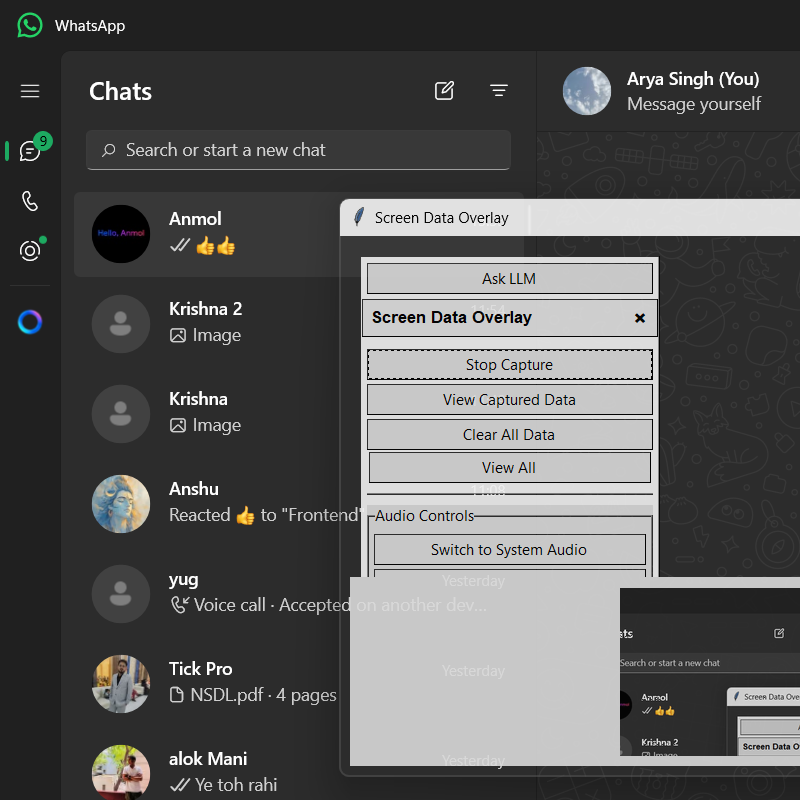 WhatsApp
Chats
9
Search or start a new chat
Anmol
👍👍
Hello, Anmol
Krishna 2
Image
Krishna
Image
Anshu
Reacted 👍 to "Frontend"
yug
Voice call · Accepted on another dev...
Tick Pro
NSDL.pdf · 4 pages
alok Mani
Ye toh rahi
Arya Singh (You)
Message yourself
Screen Data Overlay
Ask LLM
Screen Data Overlay
Stop Capture
View Captured Data
Clear All Data
View All
11:08
Audio Controls
Switch to System Audio
Yesterday
Yesterday
Yesterday
ats
Search or start a new chat
Anmol
👍👍
Krishna 2
Image
Screen Data Ove
Screen Data O